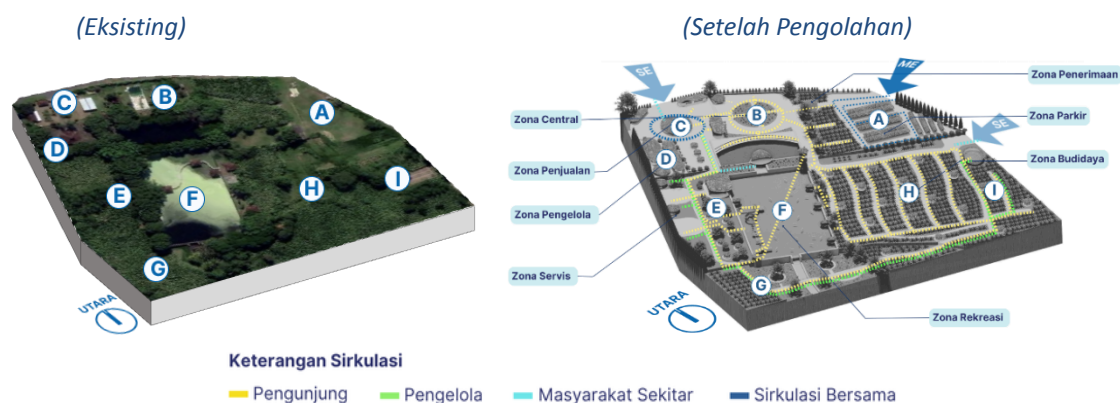 (Eksisting)
(Setelah Pengolahan)
C
B
A
D
E
F
H
I
G
UTARA
SE
ME
Zona Penerimaan
Zona Central
C
B
A
Zona Parkir
SE
D
Zona Penjualan
Zona Budidaya
Zona Pengelola
E
F
H
I
Zona Servis
G
UTARA
Zona Rekreasi
Keterangan Sirkulasi
Pengunjung
Pengelola
Masyarakat Sekitar
Sirkulasi Bersama